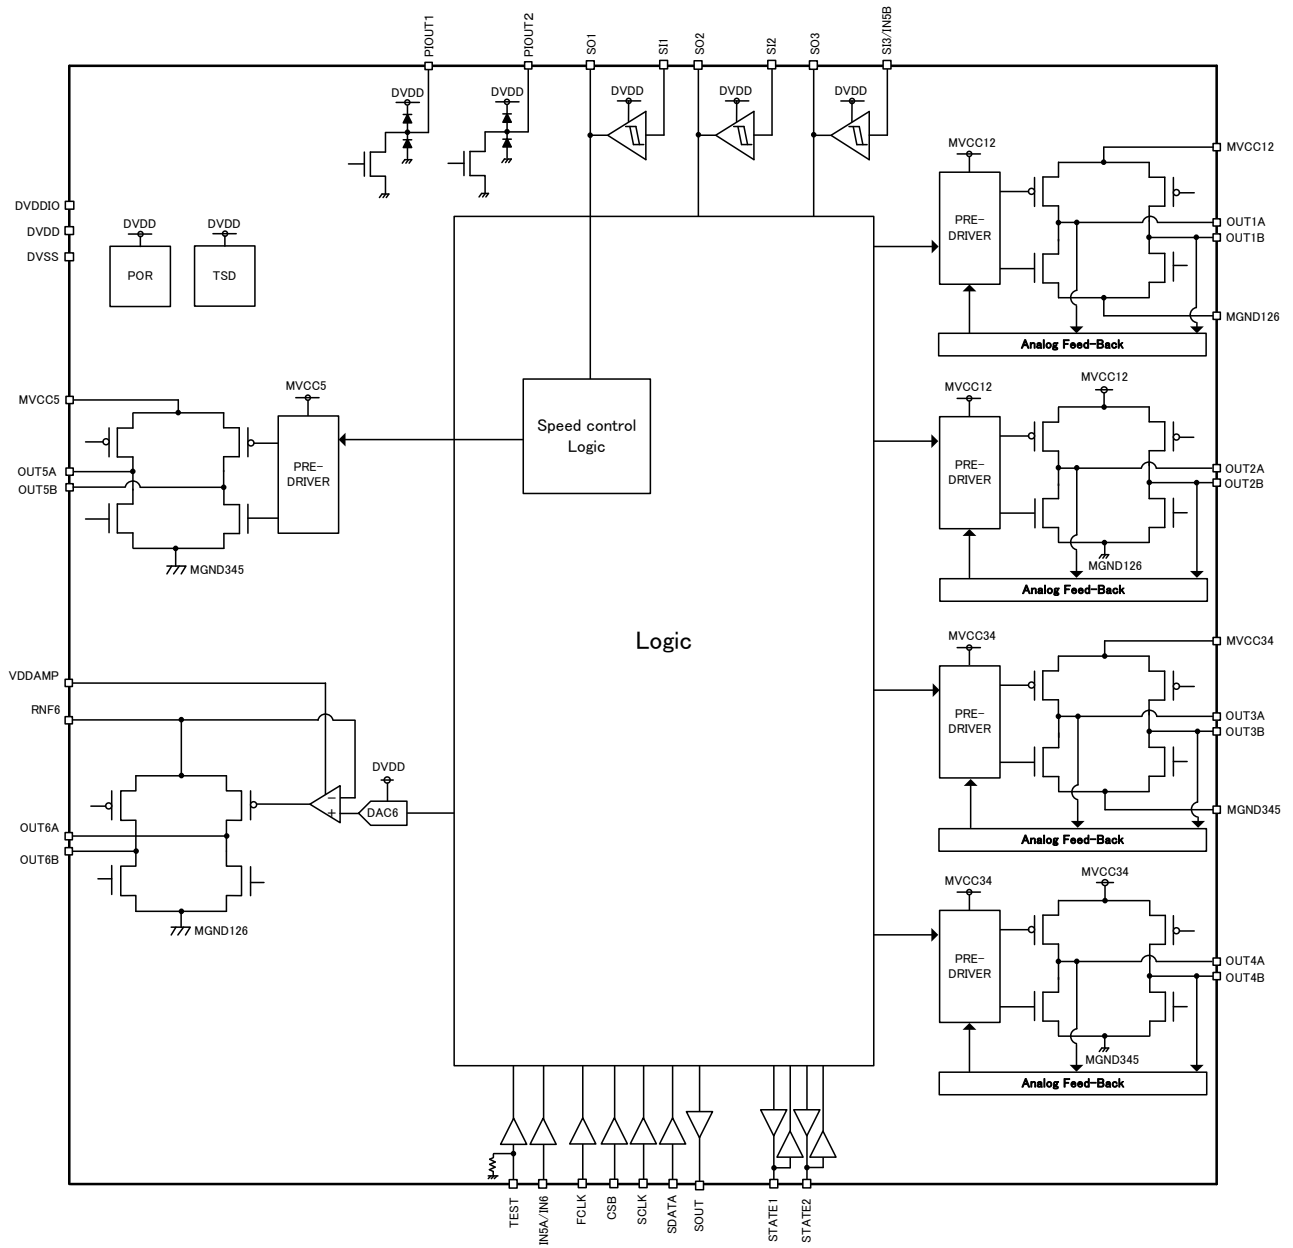 PIOUT1
PIOUT2
SO1
SI1
SO2
SI2
SO3
SI3/IN5B
DVDD
DVDD
DVDD
DVDD
DVDD
DVDDIO
DVDD
DVSS
DVDD
POR
DVDD
TSD
MVCC12
PRE-
DRIVER
MVCC12
OUT1A
OUT1B
MGND126
Analog Feed-Back
MVCC5
OUT5A
OUT5B
MVCC5
PRE-
DRIVER
MGND345
Speed control
Logic
MVCC12
PRE-
DRIVER
MVCC12
OUT2A
OUT2B
MGND126
Analog Feed-Back
Logic
VDDAMP
RNF6
OUT6A
OUT6B
DVDD
DAC6
−
+
MGND126
MVCC34
PRE-
DRIVER
MVCC34
OUT3A
OUT3B
MGND345
Analog Feed-Back
MVCC34
PRE-
DRIVER
MVCC34
OUT4A
OUT4B
MGND345
Analog Feed-Back
TEST
IN5A/IN6
FCLK
CSB
SCLK
SDATA
SOUT
STATE1
STATE2